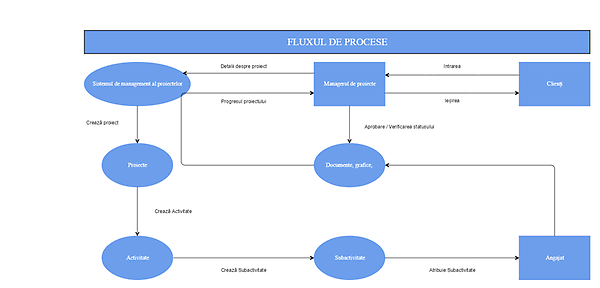 FLUXUL DE PROCESE
Detalii despre proiect
Intrarea
Sistemul de management al proiectelor
Managerul de proiecte
Clienți
Progresul proiectului
Ieșirea
Crează proiect
Aprobare / Verificarea statusului
Proiecte
Documente, grafice,
Crează Activitate
Activitate
Subactivitate
Angajat
Crează Subactivitate
Atribuie Subactivitate